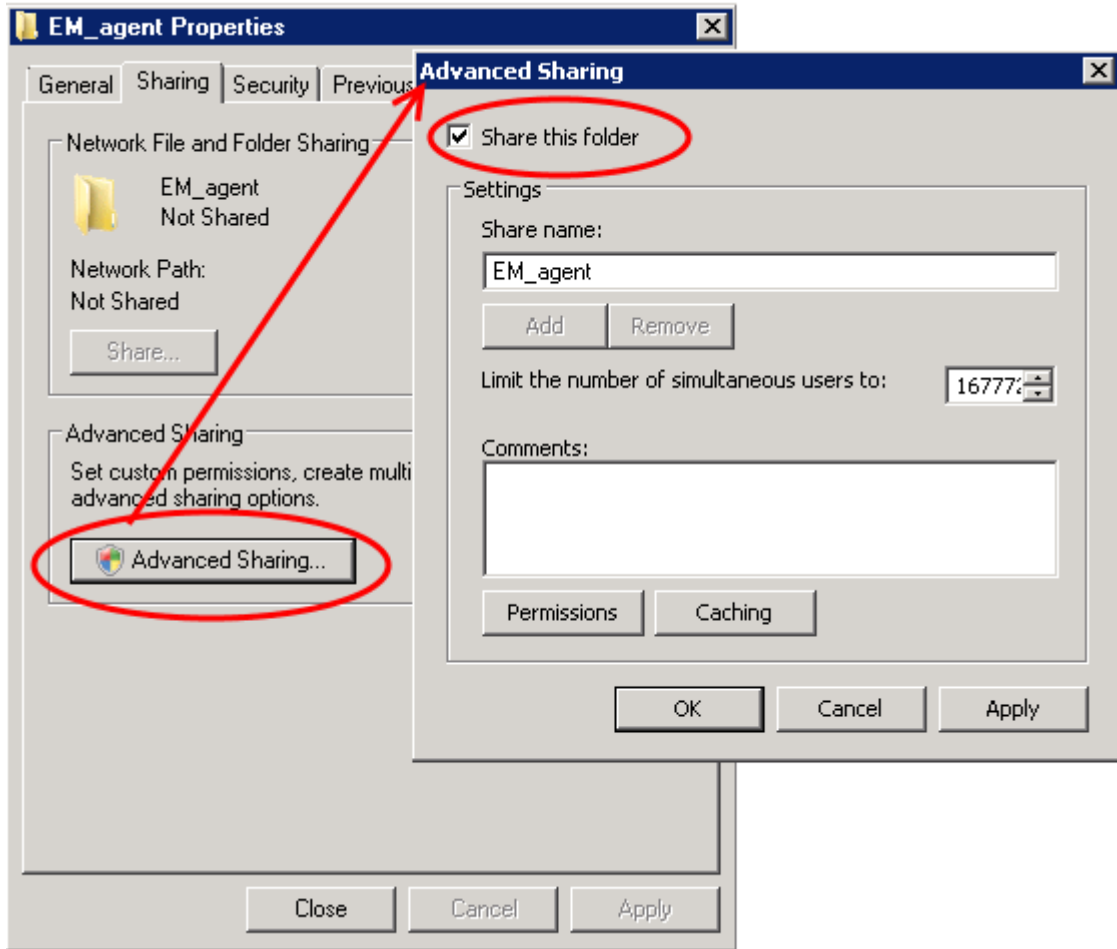 EM_agent Properties
General
Sharing
Security
Previous
Network File and Folder Sharing
EM_agent
Not Shared
Network Path:
Not Shared
Share...
Advanced Sharing
Set custom permissions, create multi
advanced sharing options.
Advanced Sharing...
Close
Cancel
Apply
Advanced Sharing
Share this folder
Settings
Share name:
EM_agent
Add
Remove
Limit the number of simultaneous users to:
16777
Comments:
Permissions
Caching
OK
Cancel
Apply